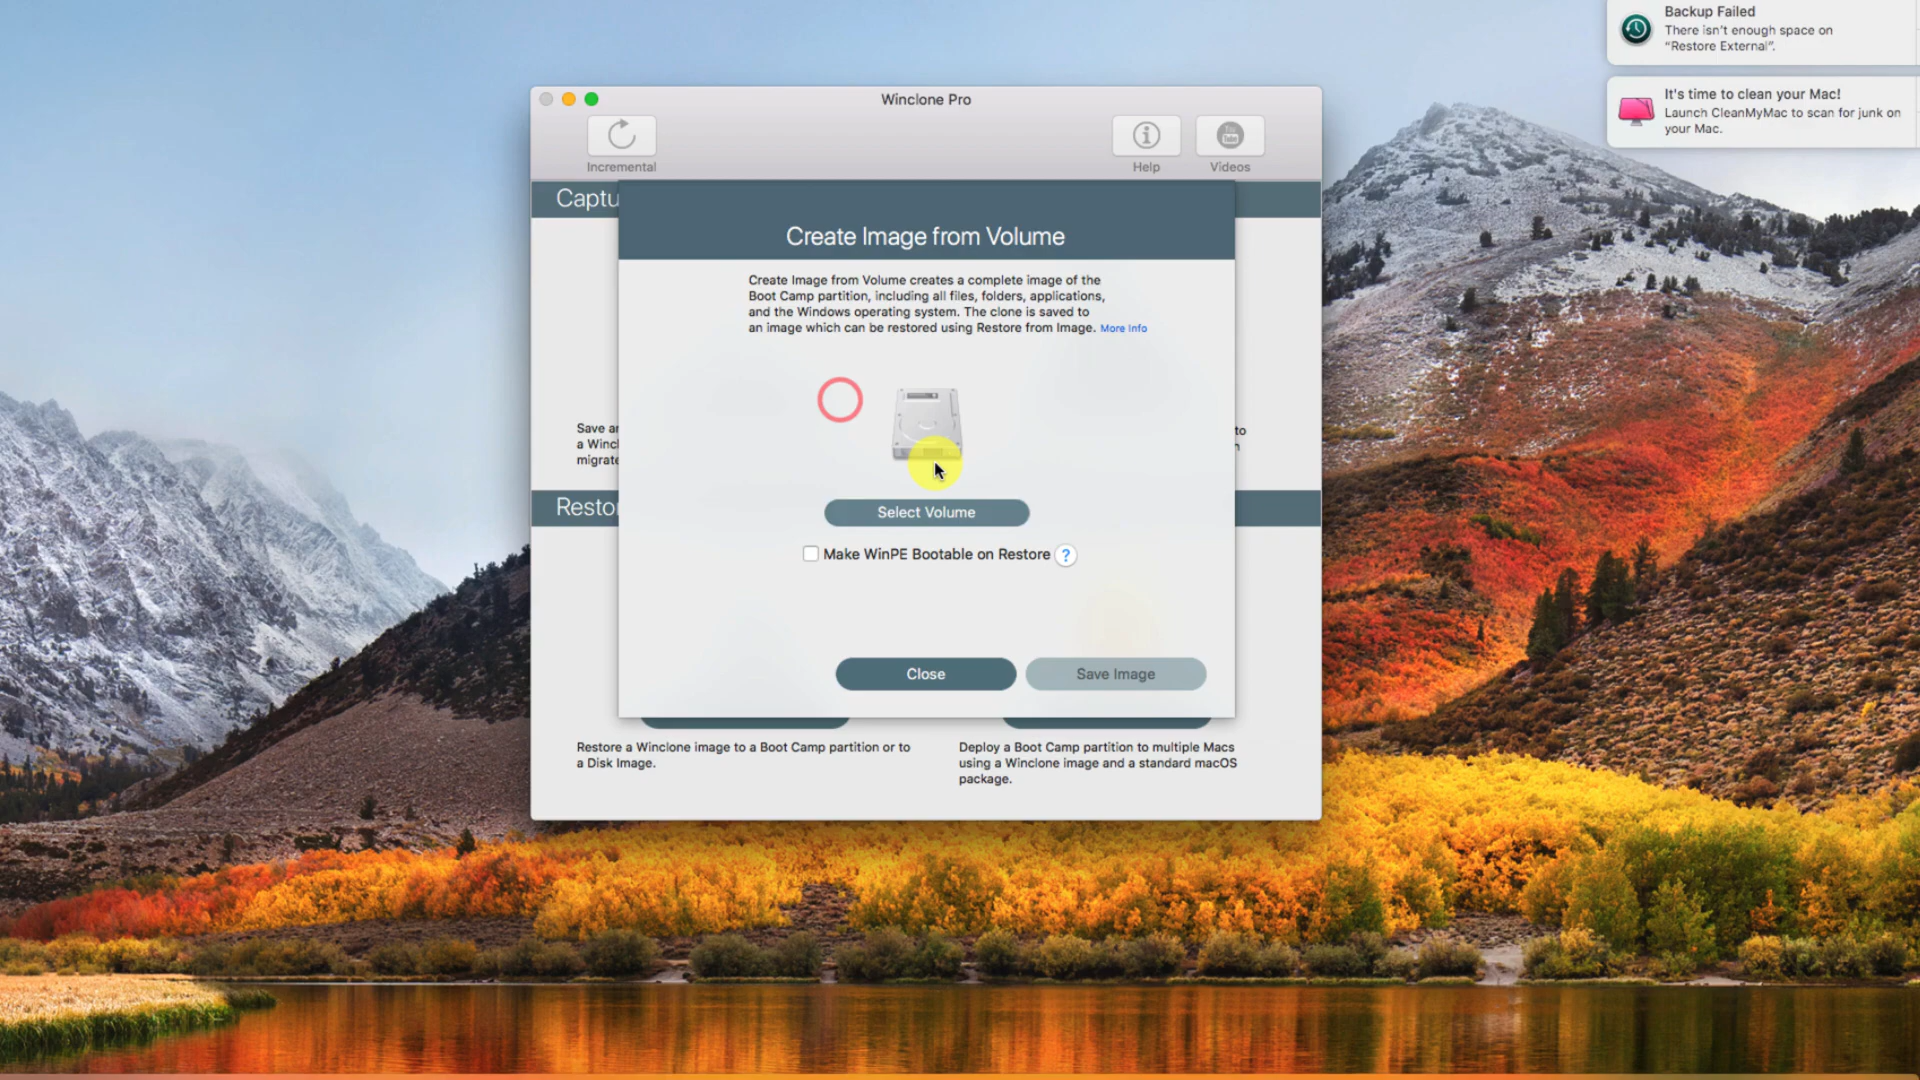 Backup Failed
There isn't enough space on
"Restore External".
It's time to clean your Mac!
Launch CleanMyMac to scan for junk on
your Mac.
Winclone Pro
Incremental
Help
Videos
Captu
Create Image from Volume
Create Image from Volume creates a complete image of the
Boot Camp partition, including all files, folders, applications,
and the Windows operating system. The clone is saved to
an image which can be restored using Restore from Image. More Info
Save a
a Winc
migrate
to
Select Volume
Resto
Make WinPE Bootable on Restore ?
Close
Save Image
Restore a Winclone image to a Boot Camp partition or to
a Disk Image.
Deploy a Boot Camp partition to multiple Macs
using a Winclone image and a standard macOS
package.